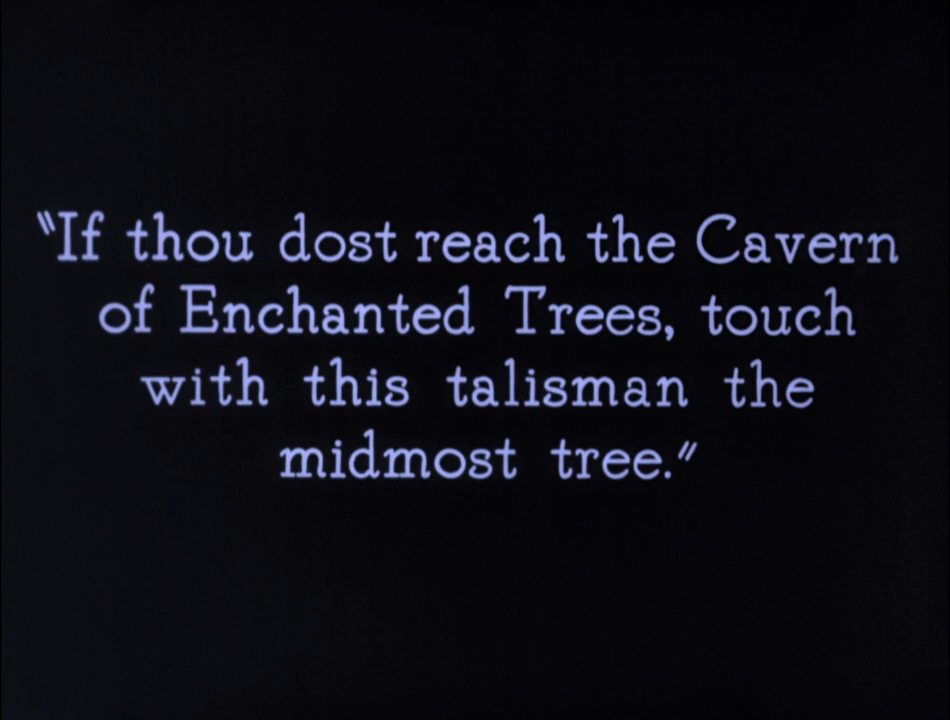 "If thou dost reach the Cavern
of Enchanted Trees, touch
with this talisman the
midmost tree."